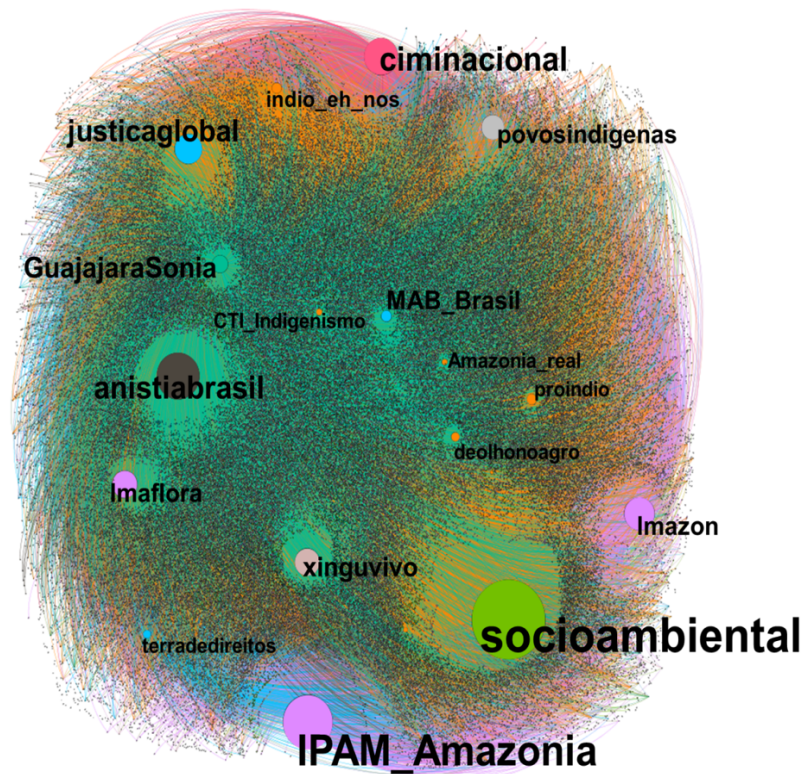 ciminacional
indio_eh_nos
justicaglobal
povosindigenas
GuajajaraSonia
MAB_Brasil
CTI_Indigenismo
Amazonia_real
anistiabrasil
proindio
deolhonoagro
Imaflora
Imazon
xinguvivo
socioambiental
terradedireitos
IPAM_Amazonia